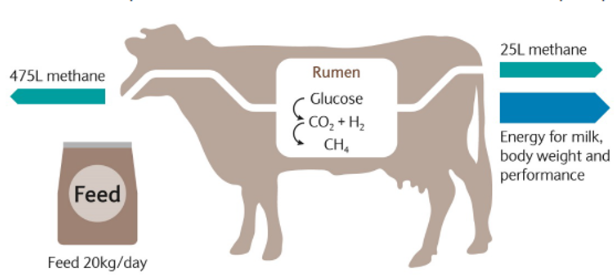 475L methane
Feed
Feed 20kg/day
Rumen
Glucose
CO₂ + H₂
CH₄
25L methane
Energy for milk,
body weight and
performance